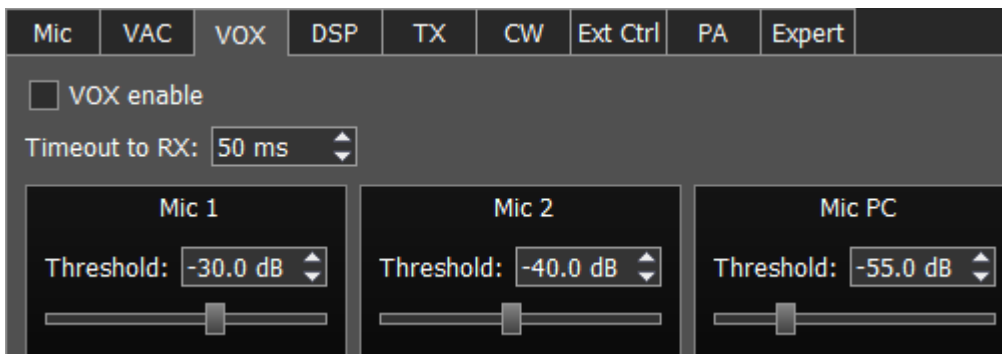 Mic VAC VOX DSP TX CW Ext Ctrl PA Expert
VOX enable
Timeout to RX: 50 ms
Mic 1 Mic 2 Mic PC
Threshold: -30.0 dB Threshold: -40.0 dB Threshold: -55.0 dB